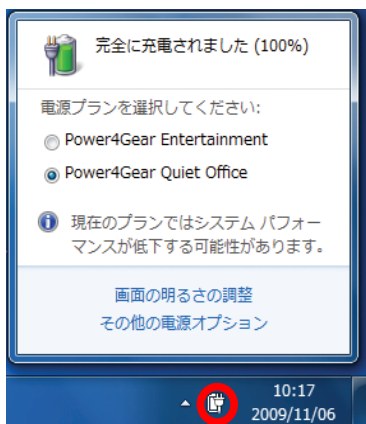 完全に充電されました (100%)
電源プランを選択してください:
Power4Gear Entertainment
Power4Gear Quiet Office
現在のプランではシステム パフォー
マンスが低下する可能性があります。
画面の明るさの調整
その他の電源オプション
10:17
2009/11/06